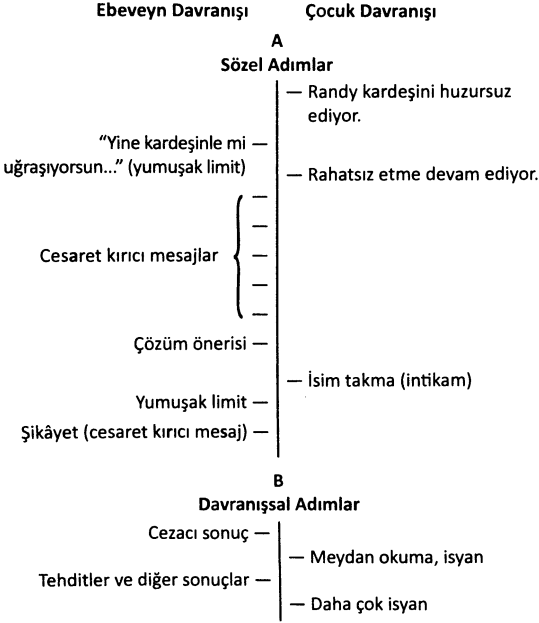 Ebeveyn Davranışı Çocuk Davranışı
A
Sözel Adımlar
— Randy kardeşini huzursuz
ediyor.
“Yine kardeşinle mi —
uğraşıyorsun...” (yumuşak limit)
— Rahatsız etme devam ediyor.
Cesaret kırıcı mesajlar
Çözüm önerisi —
— İsim takma (intikam)
Yumuşak limit —
Şikâyet (cesaret kırıcı mesaj) —
B
Davranışsal Adımlar
Cezacı sonuç —
— Meydan okuma, isyan
Tehditler ve diğer sonuçlar —
— Daha çok isyan